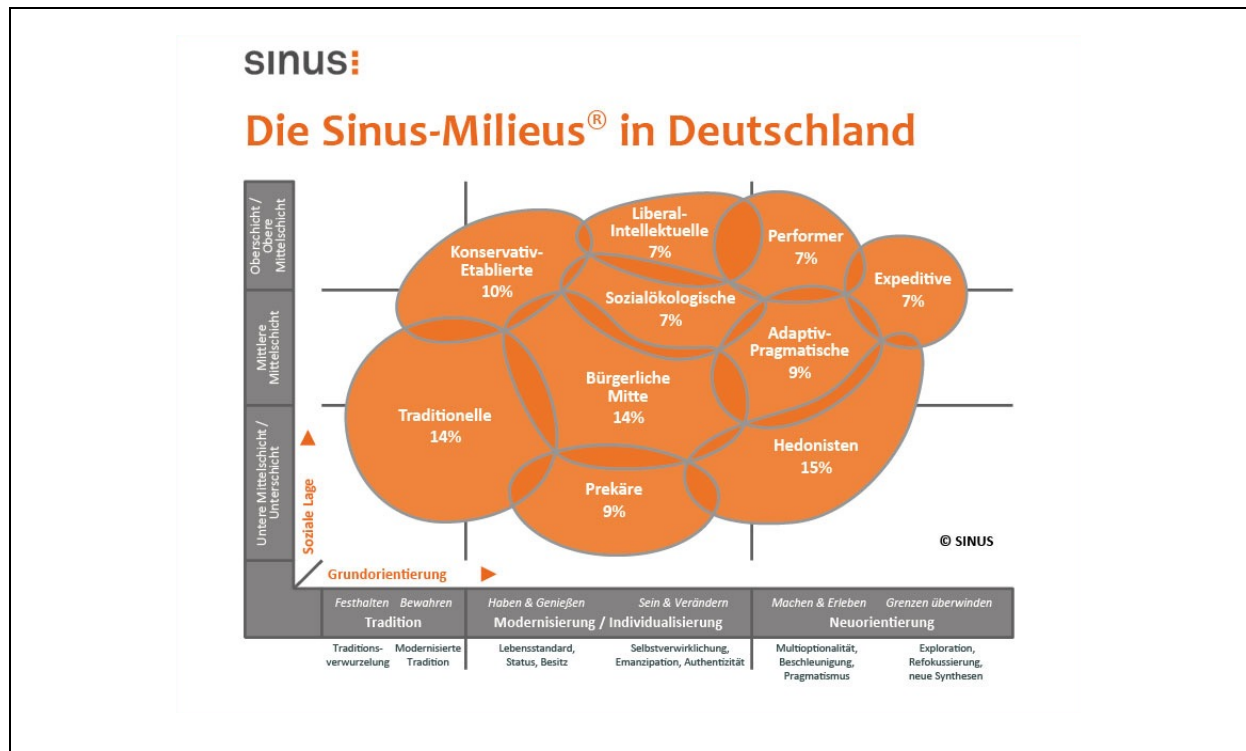 sinus
Die Sinus-Milieus® in Deutschland
Oberschicht /
Obere
Mittelschicht
Mittlere
Mittelschicht
Untere Mittelschicht /
Unterschicht
Soziale Lage
Konservativ-
Etablierte
10%
Liberal-
Intellektuelle
7%
Performer
7%
Expeditive
7%
Sozialökologische
7%
Adaptiv-
Pragmatische
9%
Traditionelle
14%
Bürgerliche
Mitte
14%
Hedonisten
15%
Prekäre
9%
© SINUS
Grundorientierung
Festhalten Bewahren
Tradition
Haben & Genießen Sein & Verändern
Modernisierung / Individualisierung
Machen & Erleben Grenzen überwinden
Neuorientierung
Traditions-
verwurzelung
Modernisierte
Tradition
Lebensstandard,
Status, Besitz
Selbstverwirklichung,
Emanzipation, Authentizität
Multioptionalität,
Beschleunigung,
Pragmatismus
Exploration,
Refokussierung,
neue Synthesen